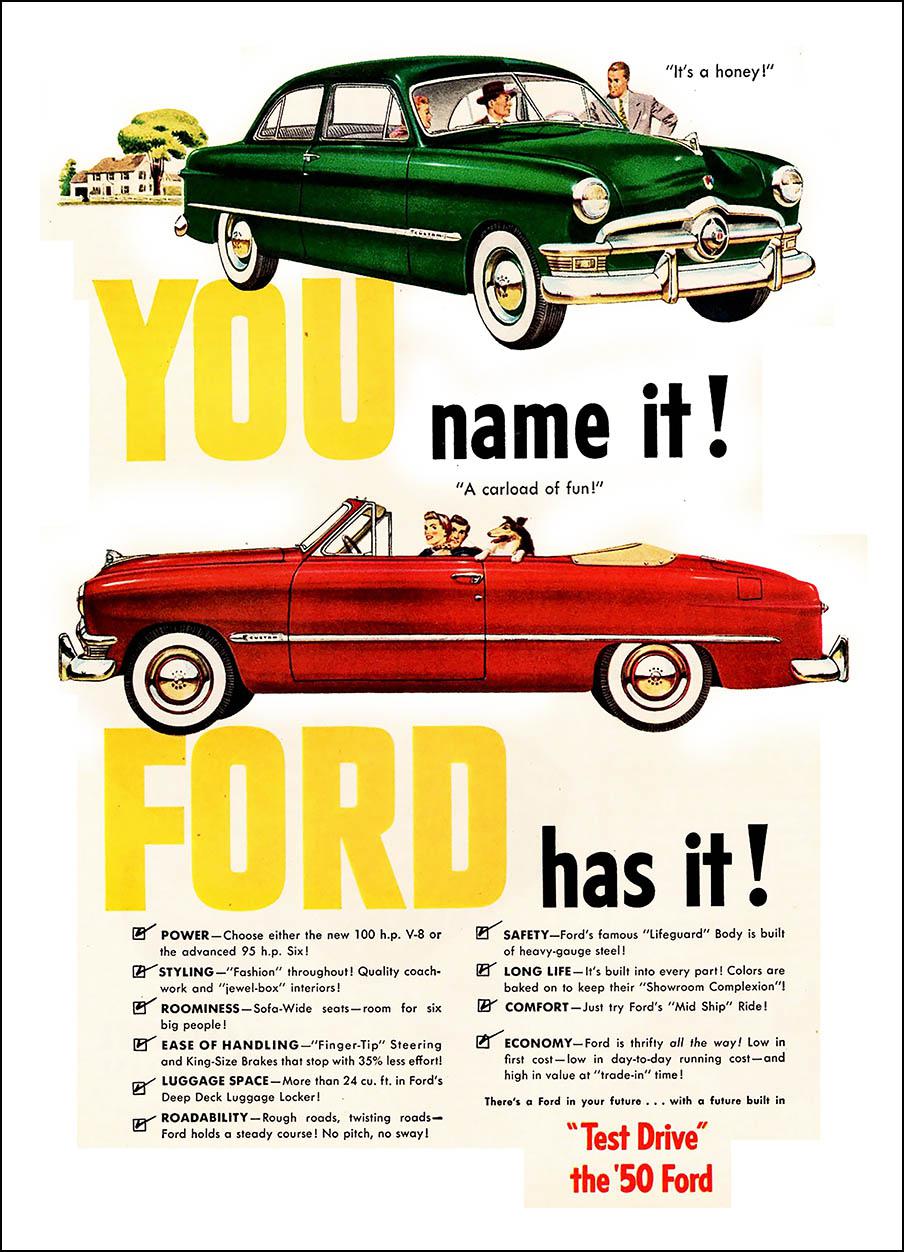 "It's a honey!"
CUSTOM
YOU name it!
"A carload of fun!"
CUSTOM
FORD has it!
POWER—Choose either the new 100 h.p. V-8 or
the advanced 95 h.p. Six!
STYLING—"Fashion" throughout! Quality coach-
work and "jewel-box" interiors!
ROOMINESS—Sofa-Wide seats—room for six
big people!
EASE OF HANDLING—"Finger-Tip" Steering
and King-Size Brakes that stop with 35% less effort!
LUGGAGE SPACE—More than 24 cu. ft. in Ford's
Deep Deck Luggage Locker!
ROADABILITY—Rough roads, twisting roads—
Ford holds a steady course! No pitch, no sway!
SAFETY—Ford's famous "Lifeguard" Body is built
of heavy-gauge steel!
LONG LIFE—It's built into every part! Colors are
baked on to keep their "Showroom Complexion"!
COMFORT—Just try Ford's "Mid Ship" Ride!
ECONOMY—Ford is thrifty all the way! Low in
first cost—low in day-to-day running cost—and
high in value at "trade-in" time!
There's a Ford in your future . . . with a future built in
"Test Drive"
the '50 Ford